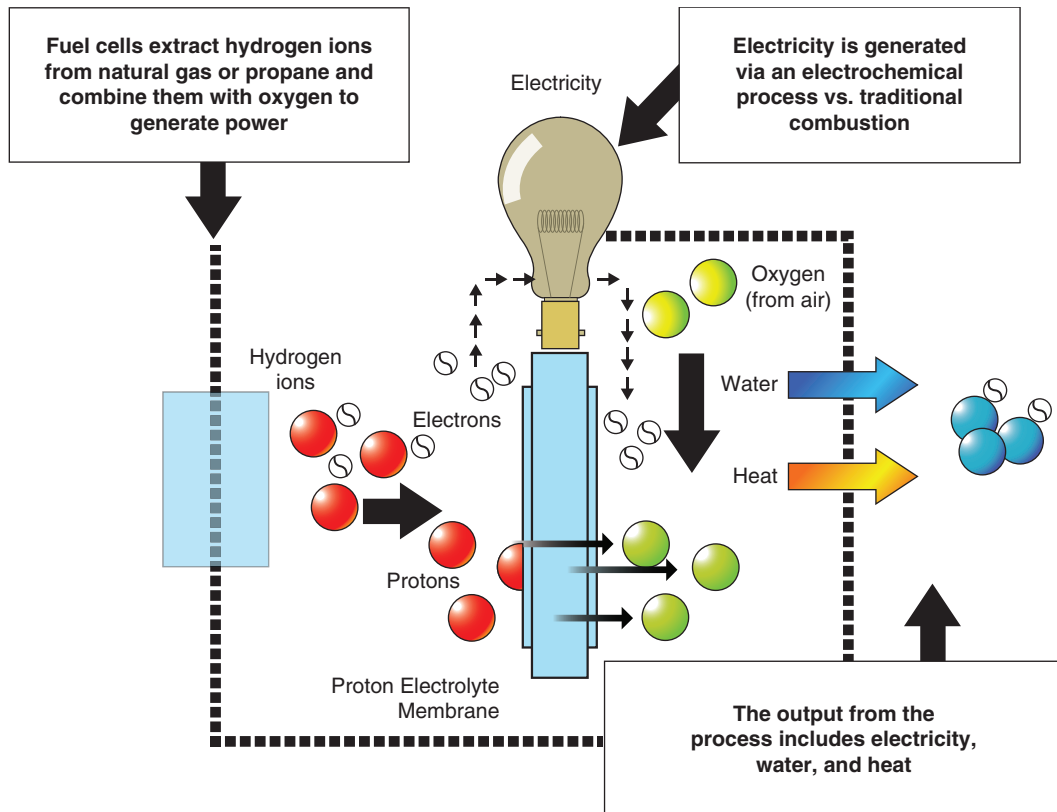 Fuel cells extract hydrogen ions
from natural gas or propane and
combine them with oxygen to
generate power
Electricity is generated
via an electrochemical
process vs. traditional
combustion
Electricity
Oxygen
(from air)
Hydrogen
ions
Electrons
Water
Heat
Protons
Proton Electrolyte
Membrane
The output from the
process includes electricity,
water, and heat